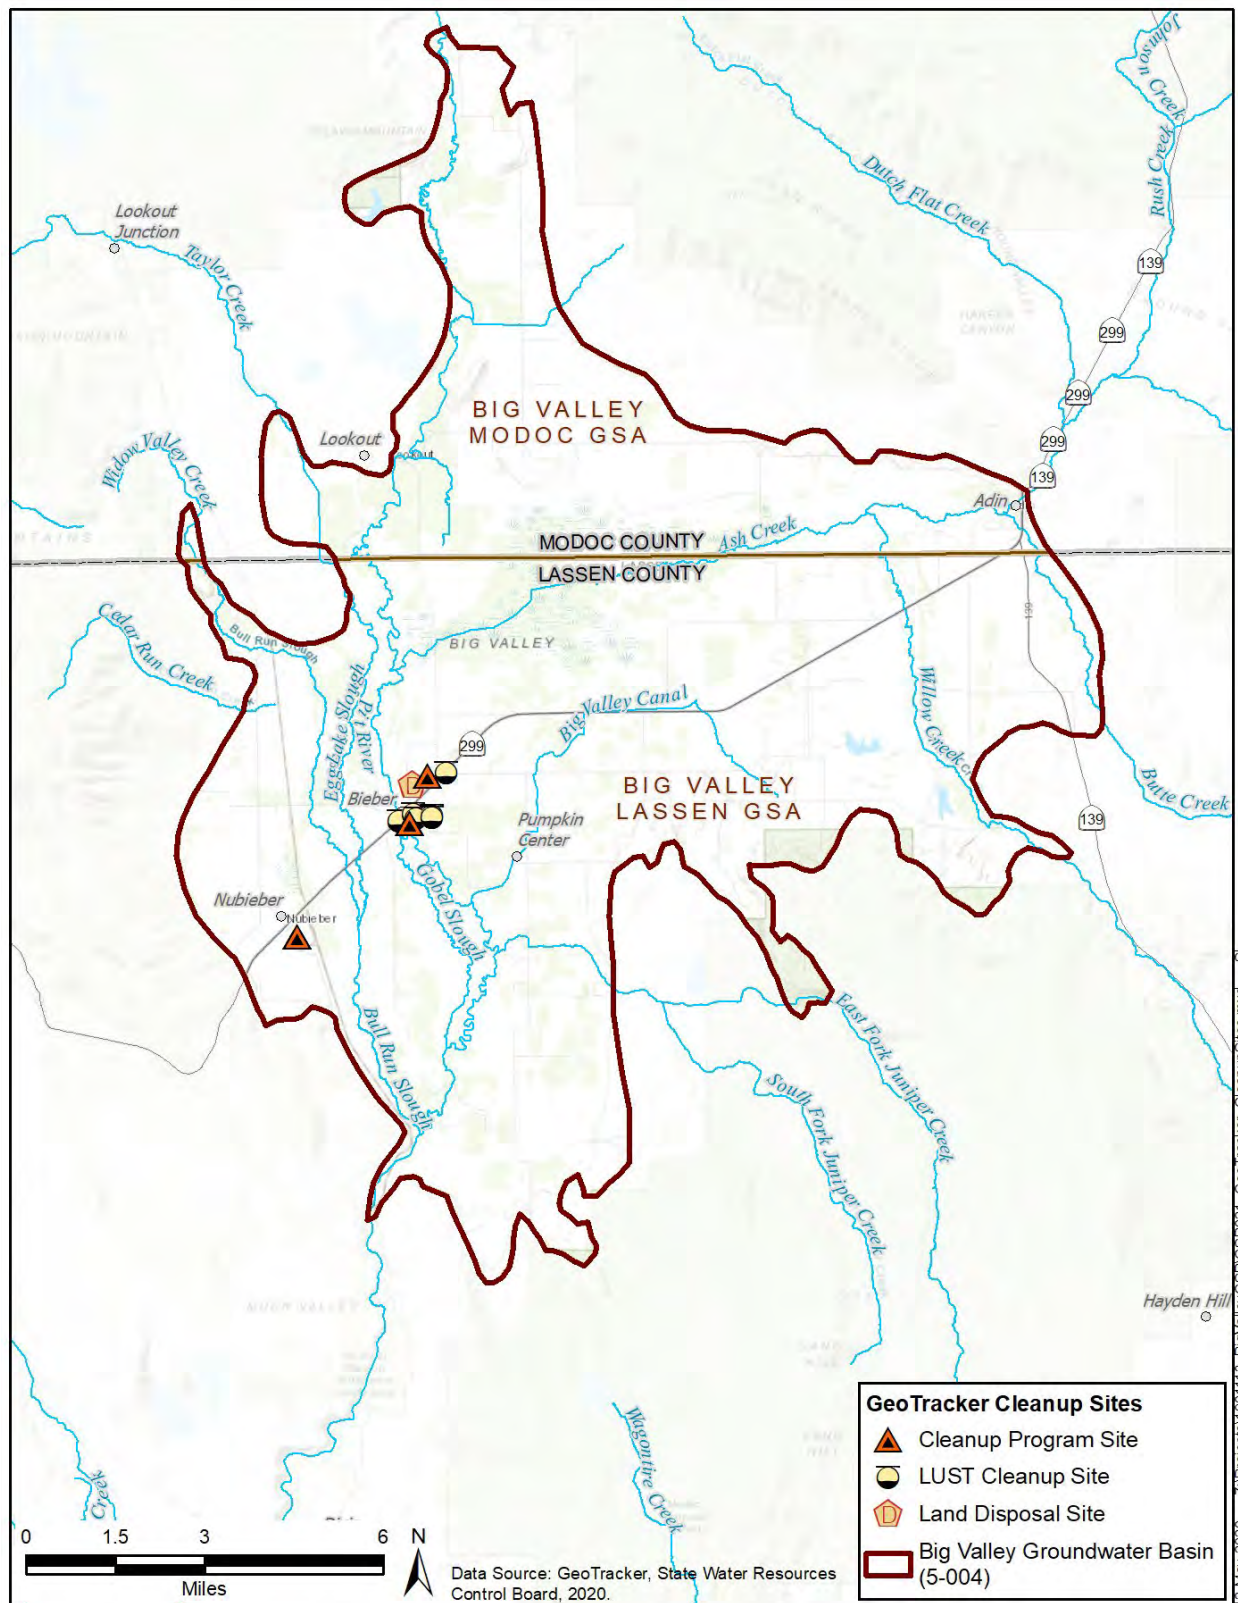 Johnson Creek
Rush Creek
Dutch Flat Creek
Lookout
Junction
Taylor Creek
139
299
299
299
139
BIG VALLEY
MODOC GSA
Lookout
Widow Valley Creek
Adin
Ash Creek
MODOC COUNTY
LASSEN COUNTY
139
BIG VALLEY
Bull Run Slough
Cedar Run Creek
Egg Lake Slough
Pit River
Willow Creek
Big Valley Canal
299
BIG VALLEY
LASSEN GSA
Bieber
D
Butte Creek
139
Pumpkin
Center
Gobel Slough
Nubieber
Nubieber
Bull Run Slough
East Fork Juniper Creek
South Fork Juniper Creek
Hayden Hill
MUCK VALLEY
Wagontire Creek
Creek
GeoTracker Cleanup Sites
Cleanup Program Site
LUST Cleanup Site
D
Land Disposal Site
Big Valley Groundwater Basin
(5-004)
0 1.5 3 6
Miles
N
Data Source: GeoTracker, State Water Resources
Control Board, 2020.